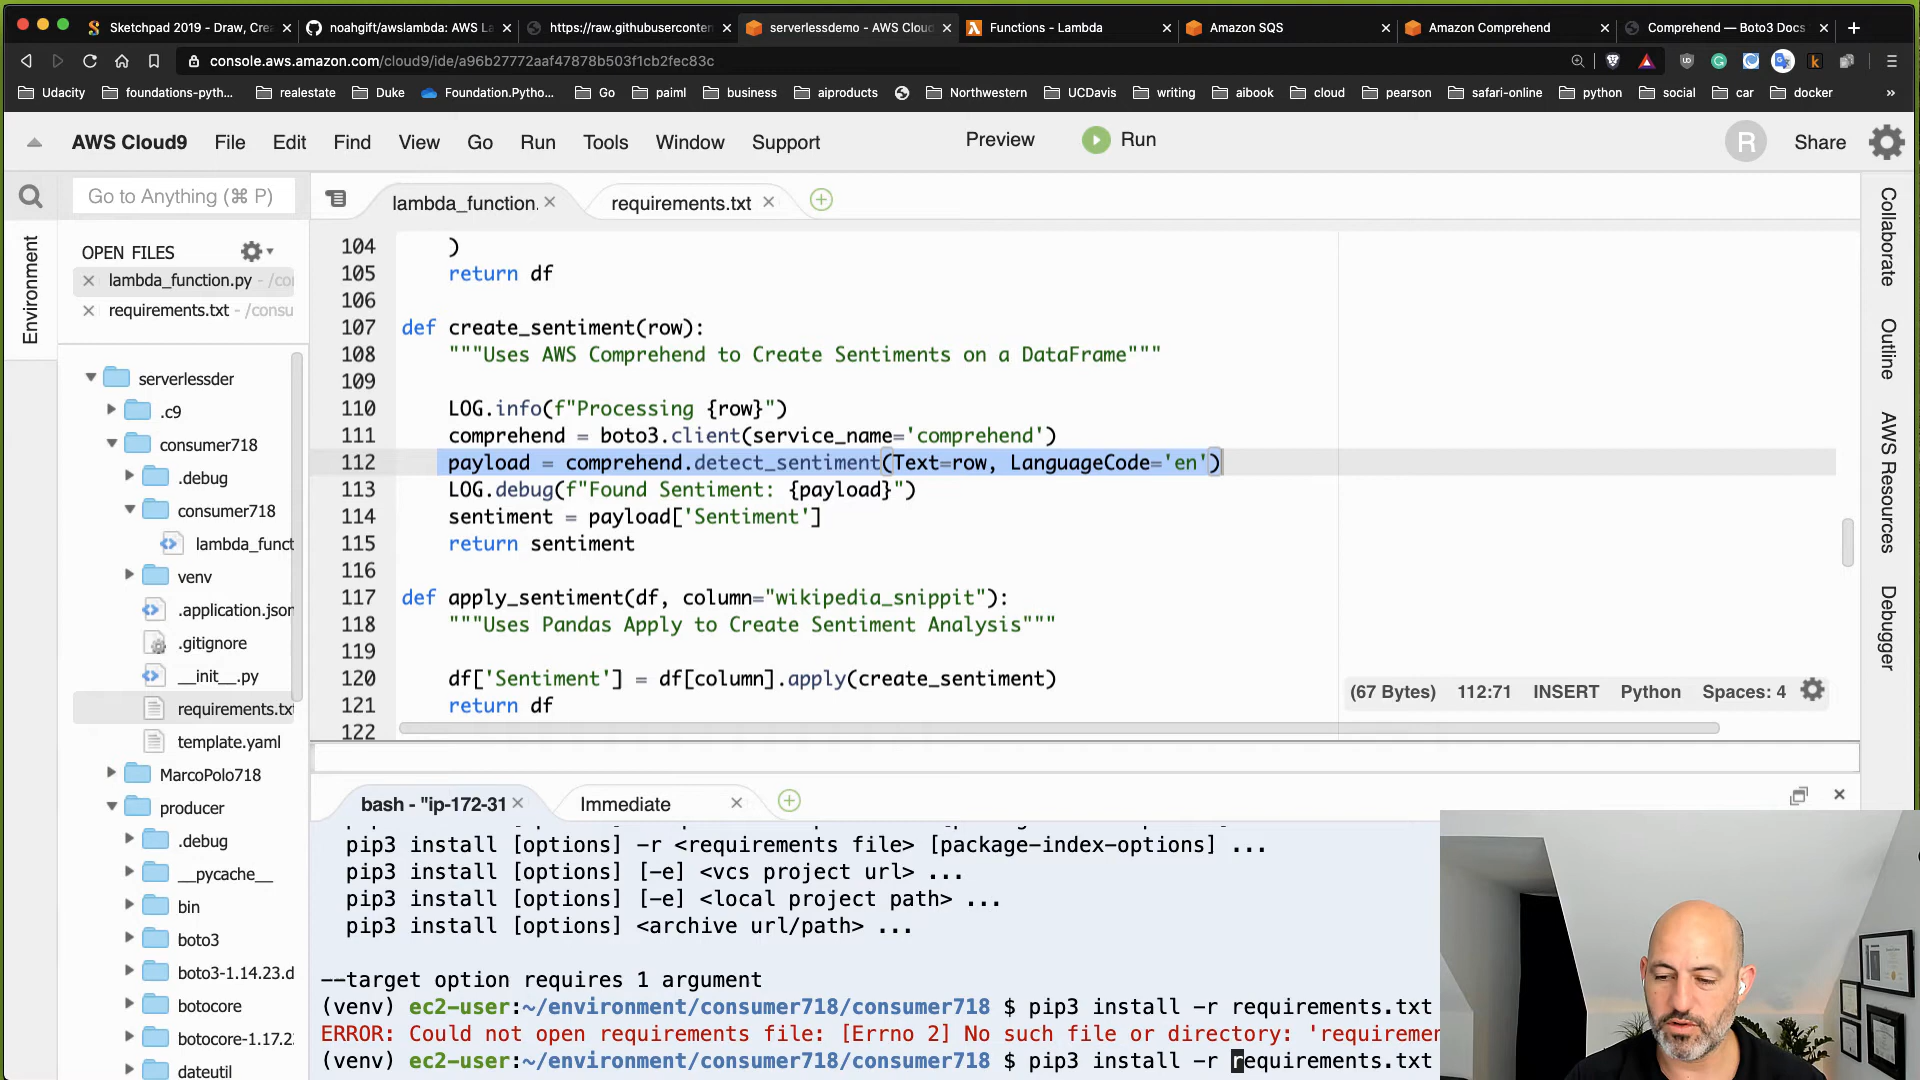 Sketchpad 2019 - Draw, Cre
noahgift/awslambda: AWS La
https://raw.githubuserconten
serverlessdemo - AWS Cloud
Functions - Lambda
Amazon SQS
Amazon Comprehend
Comprehend — Boto3 Docs
console.aws.amazon.com/cloud9/ide/a96b27772aaf47878b503f1cb2fec83c
Udacity foundations-pyth... realestate Duke Foundation.Pytho... Go paiml business aiproducts Northwestern UCDavis writing aibook cloud pearson safari-online python social car docker »
AWS Cloud9 File Edit Find View Go Run Tools Window Support Preview Run R Share
Go to Anything (⌘ P)
lambda_function. requirements.txt
OPEN FILES
lambda_function.py - /co
requirements.txt - /consu
Environment
serverlessder
.c9
consumer718
.debug
consumer718
lambda_funct
venv
.application.json
.gitignore
__init__.py
requirements.tx
template.yaml
MarcoPolo718
producer
.debug
__pycache__
bin
boto3
boto3-1.14.23.d
botocore
botocore-1.17.2
dateutil
104 )
105 return df
106
107 def create_sentiment(row):
108 """Uses AWS Comprehend to Create Sentiments on a DataFrame"""
109
110 LOG.info(f"Processing {row}")
111 comprehend = boto3.client(service_name='comprehend')
112 payload = comprehend.detect_sentiment(Text=row, LanguageCode='en')
113 LOG.debug(f"Found Sentiment: {payload}")
114 sentiment = payload['Sentiment']
115 return sentiment
116
117 def apply_sentiment(df, column="wikipedia_snippit"):
118 """Uses Pandas Apply to Create Sentiment Analysis"""
119
120 df['Sentiment'] = df[column].apply(create_sentiment)
121 return df
122
(67 Bytes) 112:71 INSERT Python Spaces: 4
Collaborate
Outline
AWS Resources
Debugger
bash - "ip-172-31 Immediate
pip3 install [options] -r <requirements file> [package-index-options] ...
pip3 install [options] [-e] <vcs project url> ...
pip3 install [options] [-e] <local project path> ...
pip3 install [options] <archive url/path> ...
--target option requires 1 argument
(venv) ec2-user:~/environment/consumer718/consumer718 $ pip3 install -r requirements.txt
ERROR: Could not open requirements file: [Errno 2] No such file or directory: 'requiremen
(venv) ec2-user:~/environment/consumer718/consumer718 $ pip3 install -r requirements.txt